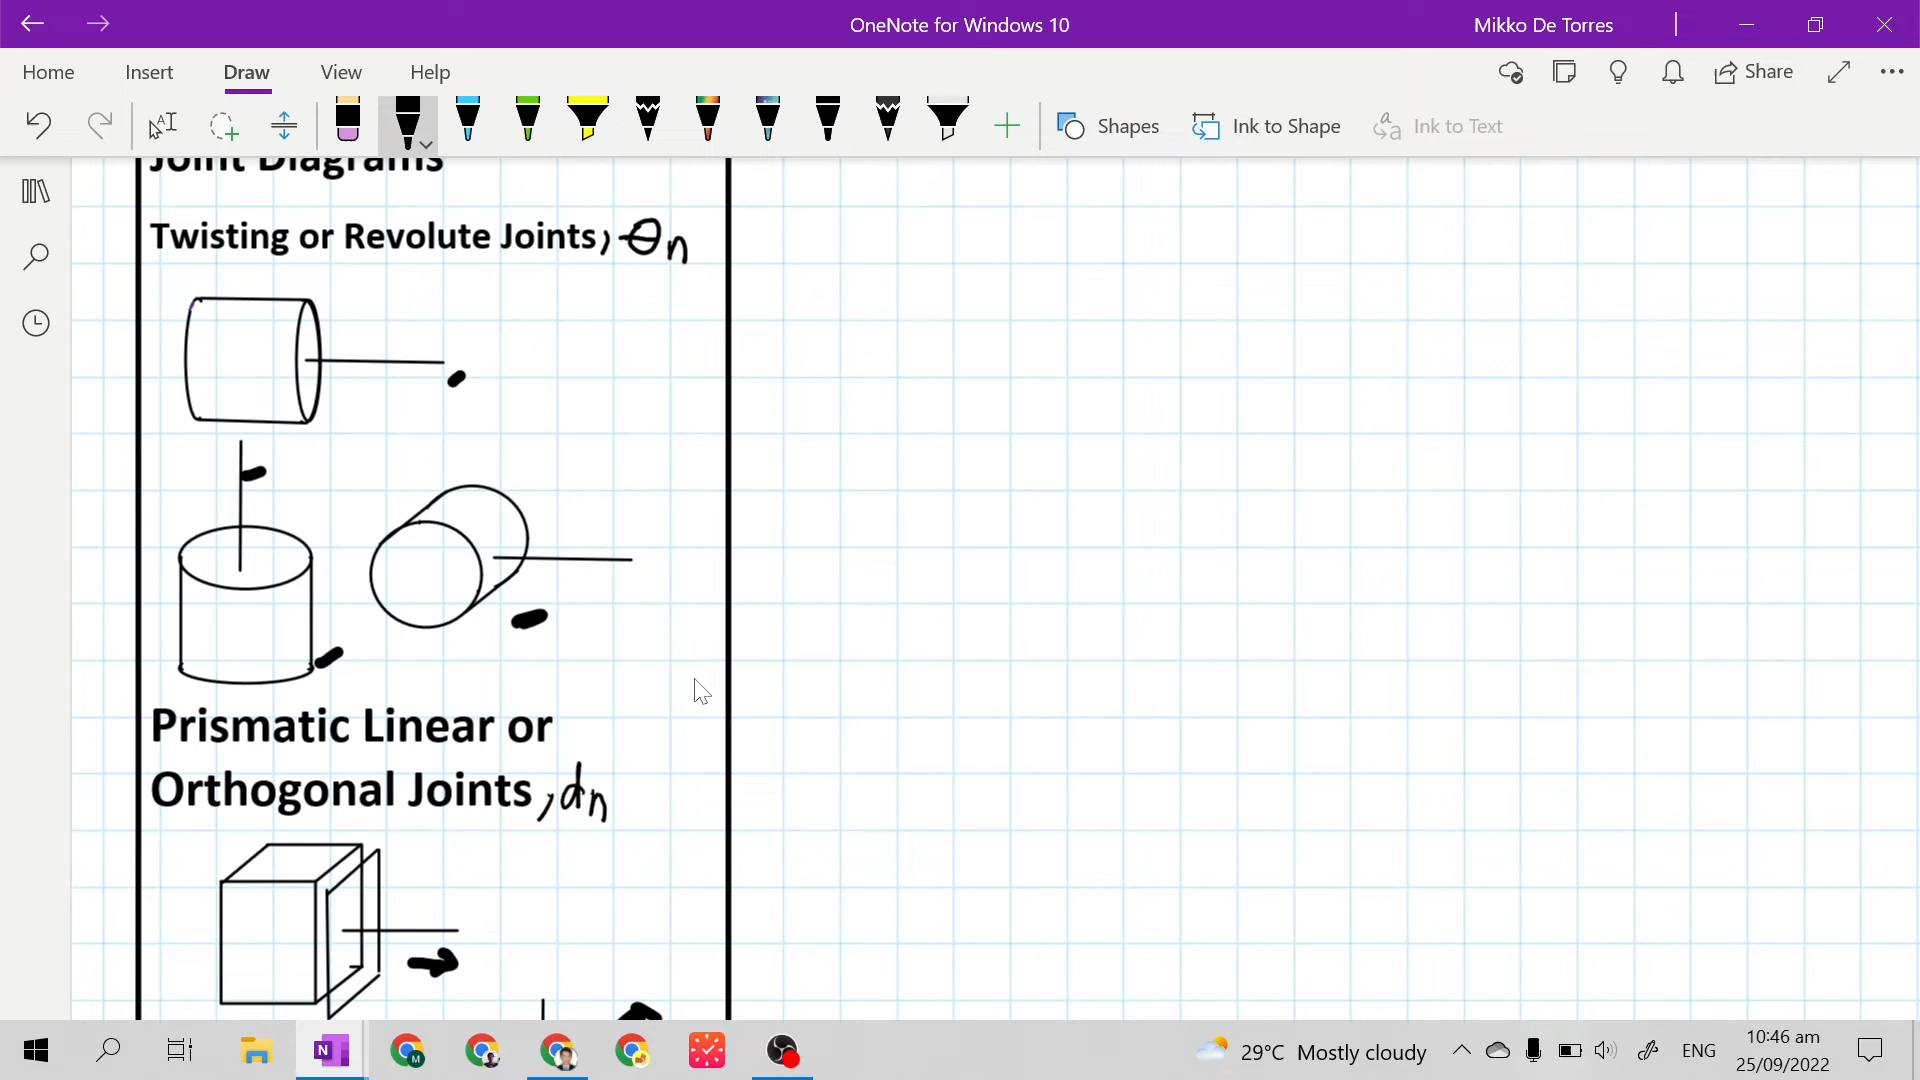 OneNote for Windows 10
Mikko De Torres
Home Insert Draw View Help
Share
Shapes Ink to Shape Ink to Text
Joint Diagrams
Twisting or Revolute Joints, θn
Prismatic Linear or
Orthogonal Joints, dn
29°C Mostly cloudy
ENG
10:46 am
25/09/2022